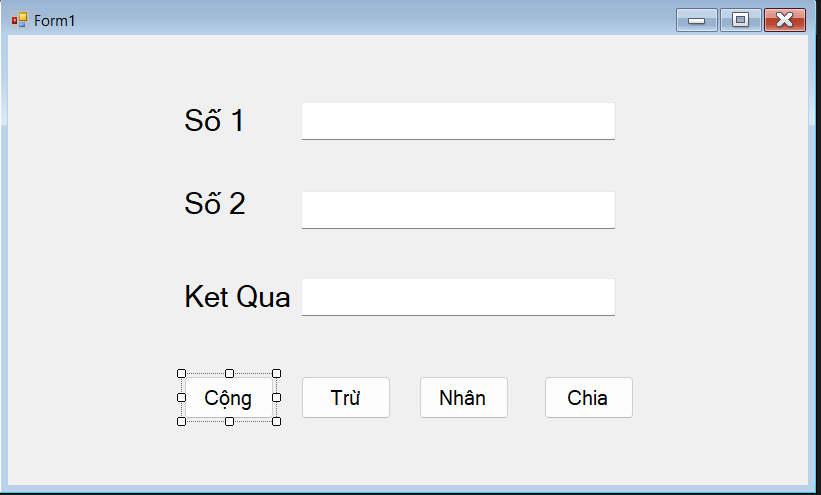 Form1
Số 1
Số 2
Ket Qua
Cộng Trừ Nhân Chia